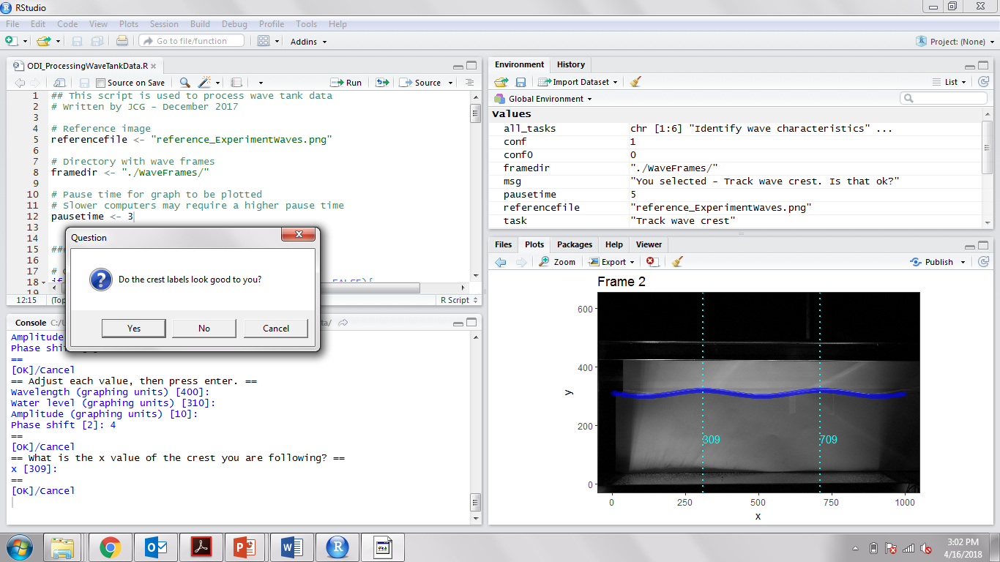 RStudio
File Edit Code View Plots Session Build Debug Profile Tools Help
Go to file/function Addins Project: (None)
ODI_ProcessingWaveTankData.R
Source on Save Run Source
1 ## This script is used to process wave tank data
2 # Written by JCG - December 2017
3
4 # Reference image
5 referencefile <- "reference_ExperimentWaves.png"
6
7 # Directory with wave frames
8 framedir <- "./WaveFrames/"
9
10 # Pause time for graph to be plotted
11 # Slower computers may require a higher pause time
12 pausetime <- 3
13
14
15 ##
16
17 #
18 if FALSE){
19
12:15 (Top R Script
Question
Do the crest labels look good to you?
Yes No Cancel
Console C:/
Amplitude
Phase shi
==
[OK]/Cancel
== Adjust each value, then press enter. ==
Wavelength (graphing units) [400]:
Water level (graphing units) [310]:
Amplitude (graphing units) [10]:
Phase shift [2]: 4
==
[OK]/Cancel
== What is the x value of the crest you are following? ==
x [309]:
==
[OK]/Cancel
Environment History
Import Dataset List
Global Environment
Values
all_tasks chr [1:6] "Identify wave characteristics" ...
conf 1
conf0 0
framedir "./WaveFrames/"
msg "You selected - Track wave crest. Is that ok?"
pausetime 5
referencefile "reference_ExperimentWaves.png"
task "Track wave crest"
Files Plots Packages Help Viewer
Zoom Export Publish
Frame 2
600
400
y
200
0
309 709
0 250 500 750 1000
x
3:02 PM
4/16/2018